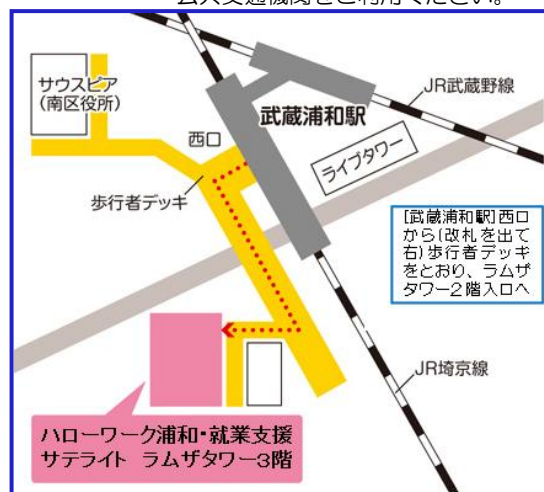 公共交通機関をご利用ください。
サウスピア
(南区役所)
JR武蔵野線
武蔵浦和駅
西口
ライブタワー
歩行者デッキ
[武蔵浦和駅]西口
から(改札を出て
右)歩行者デッキ
をとおり、ラムザ
タワー2階入口へ
JR埼京線
ハローワーク浦和・就業支援
サテライト ラムザタワー3階